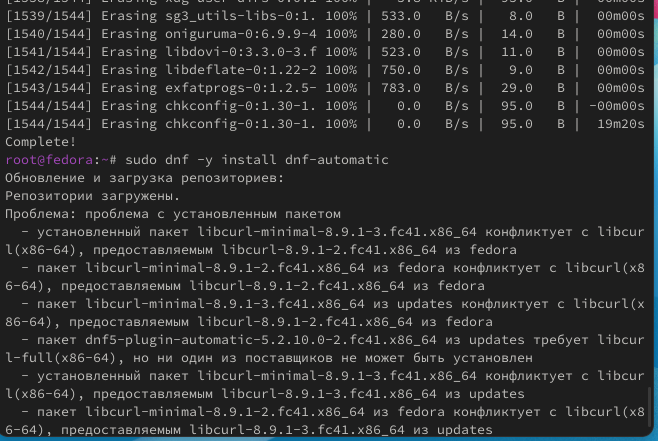 [1539/1544] Erasing sg3_utils-libs-0:1. 100% | 533.0   B/s |   8.0   B |  00m00s
[1540/1544] Erasing oniguruma-0:6.9.9-4 100% | 280.0   B/s |  14.0   B |  00m00s
[1541/1544] Erasing libdovi-0:3.3.0-3.f 100% | 523.0   B/s |  11.0   B |  00m00s
[1542/1544] Erasing libdeflate-0:1.22-2 100% | 750.0   B/s |   9.0   B |  00m00s
[1543/1544] Erasing exfatprogs-0:1.2.5- 100% | 783.0   B/s |  29.0   B |  00m00s
[1544/1544] Erasing chkconfig-0:1.30-1. 100% |   0.0   B/s |  95.0   B | -00m00s
[1544/1544] Erasing chkconfig-0:1.30-1. 100% |   0.0   B/s |  95.0   B |  19m20s
Complete!
root@fedora:~# sudo dnf -y install dnf-automatic
Обновление и загрузка репозиториев:
Репозитории загружены.
Проблема: проблема с установленным пакетом
- установленный пакет libcurl-minimal-8.9.1-3.fc41.x86_64 конфликтует с libcur
l(x86-64), предоставляемым libcurl-8.9.1-2.fc41.x86_64 из fedora
- пакет libcurl-minimal-8.9.1-2.fc41.x86_64 из fedora конфликтует с libcurl(x8
6-64), предоставляемым libcurl-8.9.1-2.fc41.x86_64 из fedora
- пакет libcurl-minimal-8.9.1-3.fc41.x86_64 из updates конфликтует с libcurl(x
86-64), предоставляемым libcurl-8.9.1-2.fc41.x86_64 из fedora
- пакет dnf5-plugin-automatic-5.2.10.0-2.fc41.x86_64 из updates требует libcur
l-full(x86-64), но ни один из поставщиков не может быть установлен
- установленный пакет libcurl-minimal-8.9.1-3.fc41.x86_64 конфликтует с libcur
l(x86-64), предоставляемым libcurl-8.9.1-3.fc41.x86_64 из updates
- пакет libcurl-minimal-8.9.1-2.fc41.x86_64 из fedora конфликтует с libcurl(x8
6-64), предоставляемым libcurl-8.9.1-3.fc41.x86_64 из updates